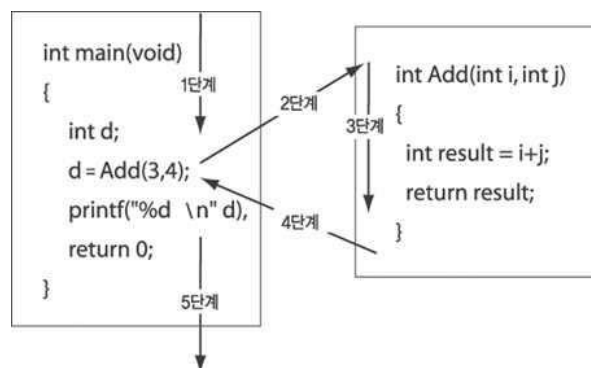 int main(void)
1단계
{
int d;
d = Add(3,4);
printf("%d \n" d),
return 0;
}
5단계
2단계
4단계
int Add(int i, int j)
3단계
{
int result = i+j;
return result;
}